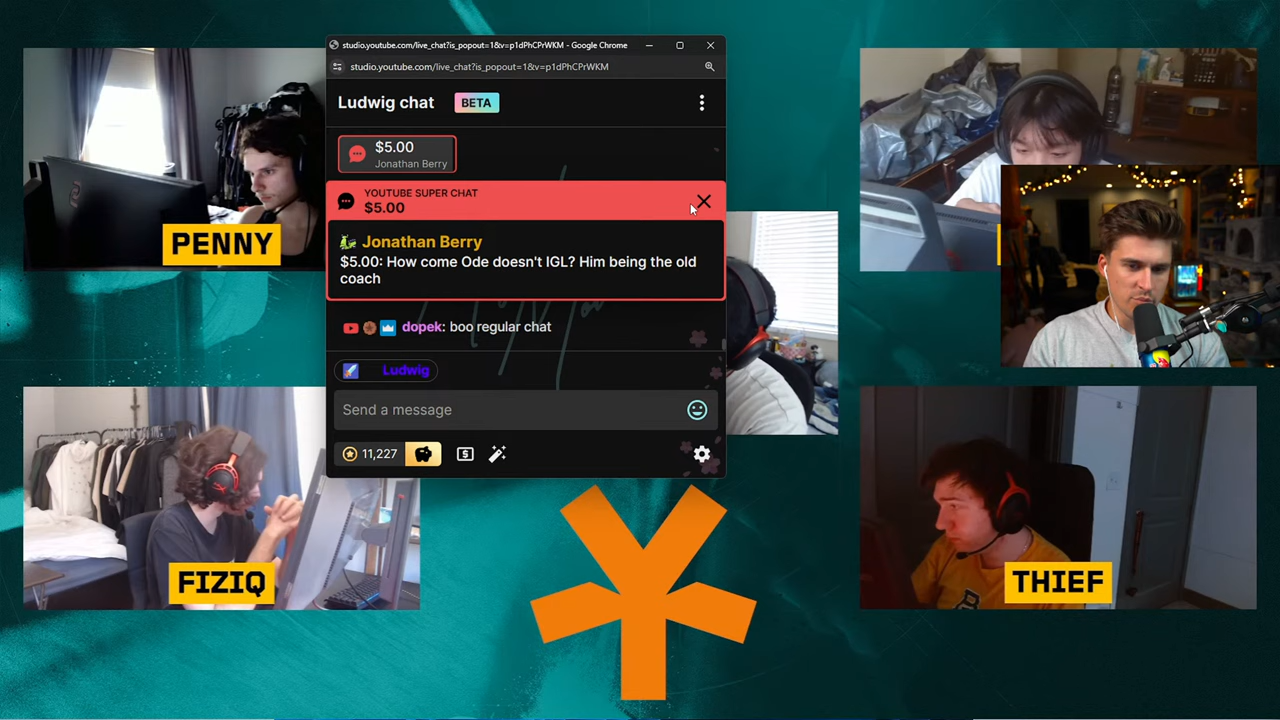 studio.youtube.com/live_chat?is_popout=1&v=p1dPhCPrWKM - Google Chrome
studio.youtube.com/live_chat?is_popout=1&v=p1dPhCPrWKM
Ludwig chat
BETA
$5.00
Jonathan Berry
YOUTUBE SUPER CHAT
$5.00
Jonathan Berry
$5.00: How come Ode doesn't IGL? Him being the old
coach
dopek: boo regular chat
Ludwig
Send a message
11,227
PENNY
FIZIQ
THIEF